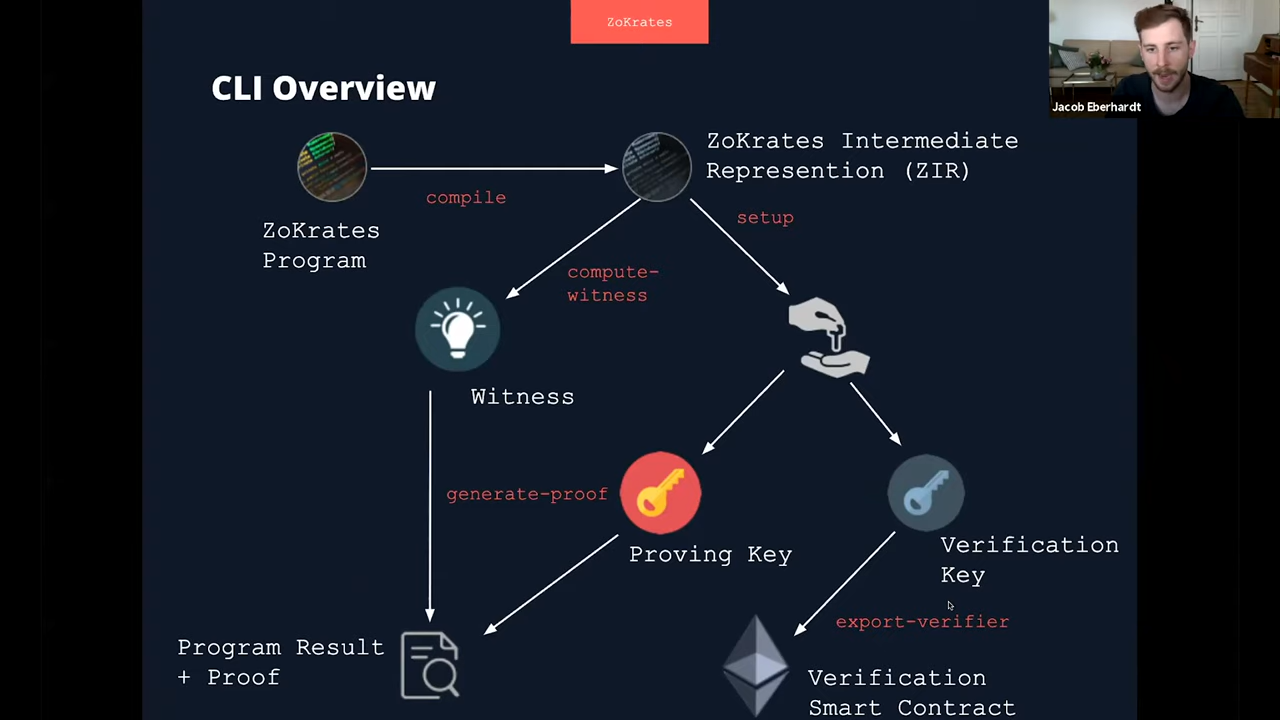 ZoKrates
CLI Overview
Jacob Eberhardt
ZoKrates Intermediate
Represention (ZIR)
compile
setup
ZoKrates
Program
compute-
witness
Witness
generate-proof
Proving Key
Verification
Key
export-verifier
Program Result
+ Proof
Verification
Smart Contract